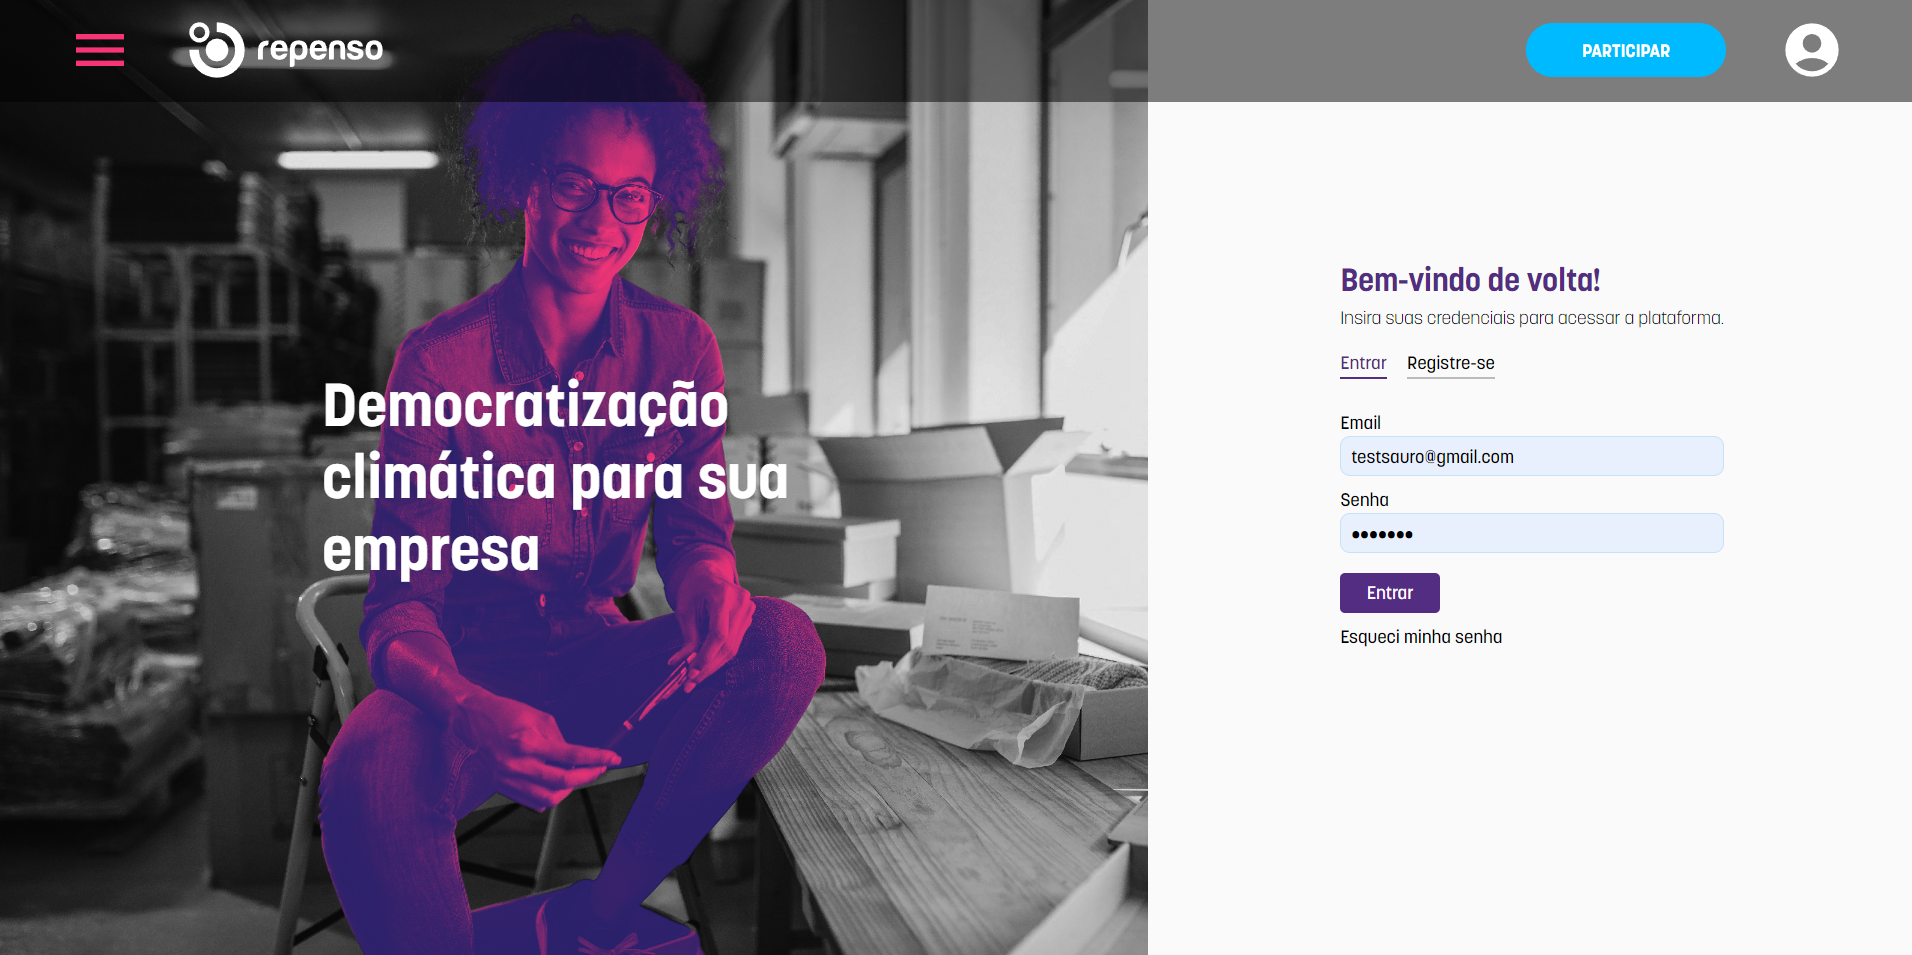 repenso
PARTICIPAR
Democratização
climática para sua
empresa
Bem-vindo de volta!
Insira suas credenciais para acessar a plataforma.
Entrar Registre-se
Email
testsauro@gmail.com
Senha
•••••••
Entrar
Esqueci minha senha